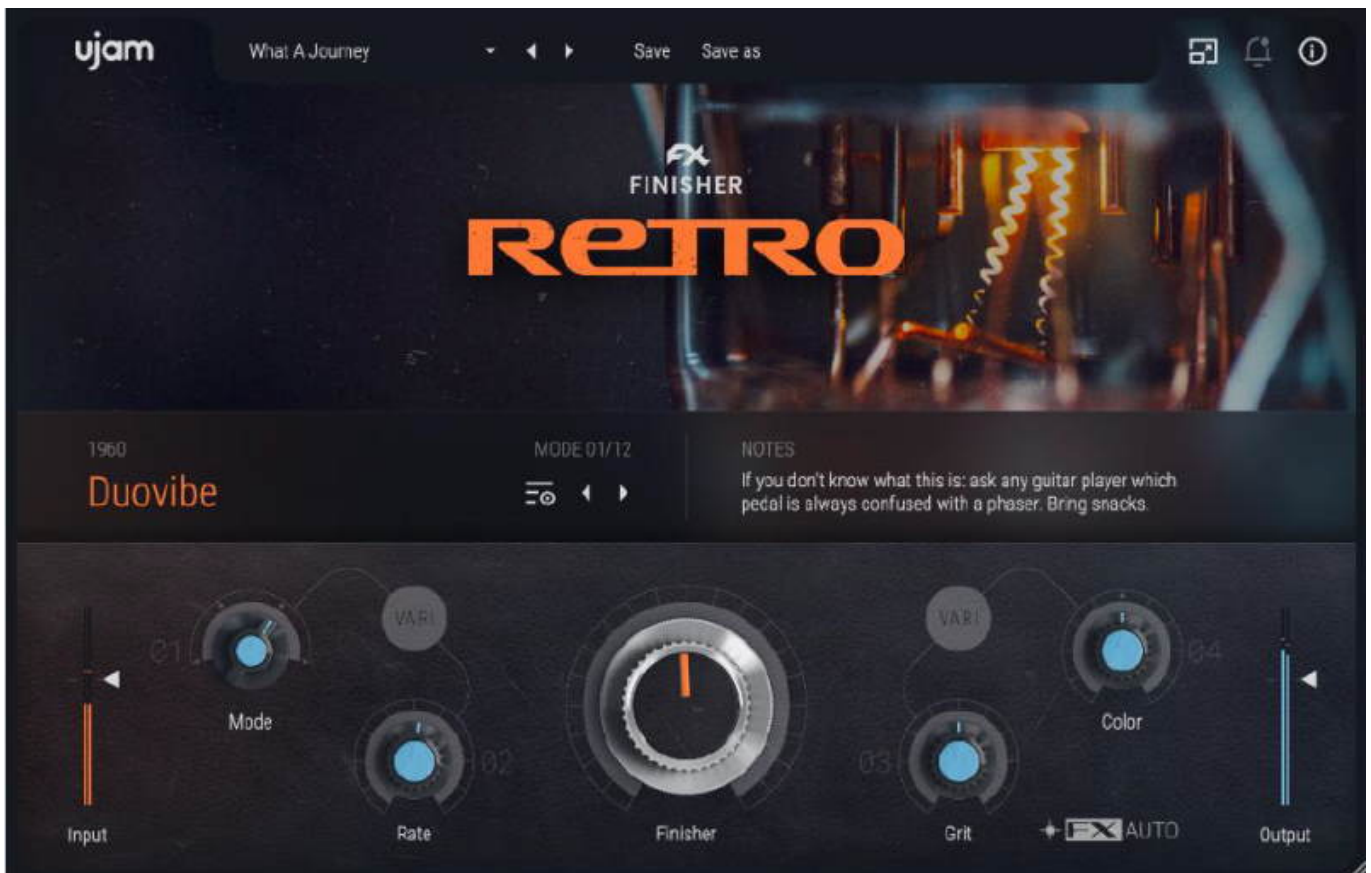 ujam
What A Journey
Save
Save as
FX
FINISHER
RETRO
1960
MODE 01/12
Duovibe
NOTES
If you don't know what this is: ask any guitar player which
pedal is always confused with a phaser. Bring snacks.
01
VARI
VARI
04
Mode
Color
02
03
Input
Rate
Finisher
Grit
FX AUTO
Output